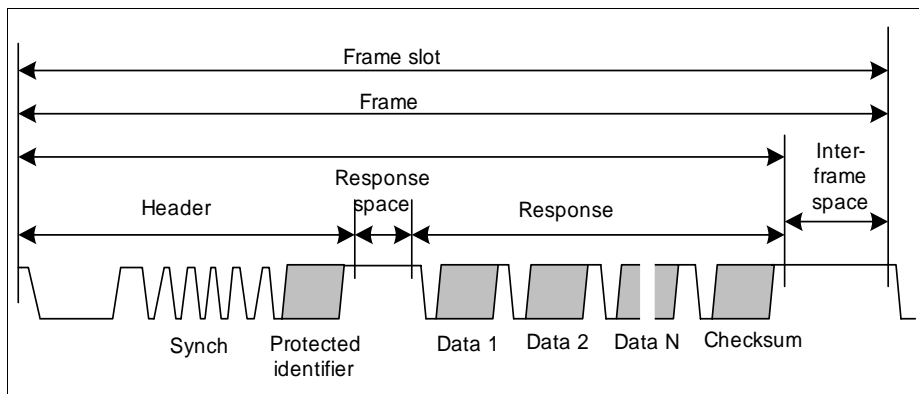 Frame slot
Frame
Header
Response
space
Response
Inter-
frame
space
Synch
Protected
identifier
Data 1
Data 2
Data N
Checksum